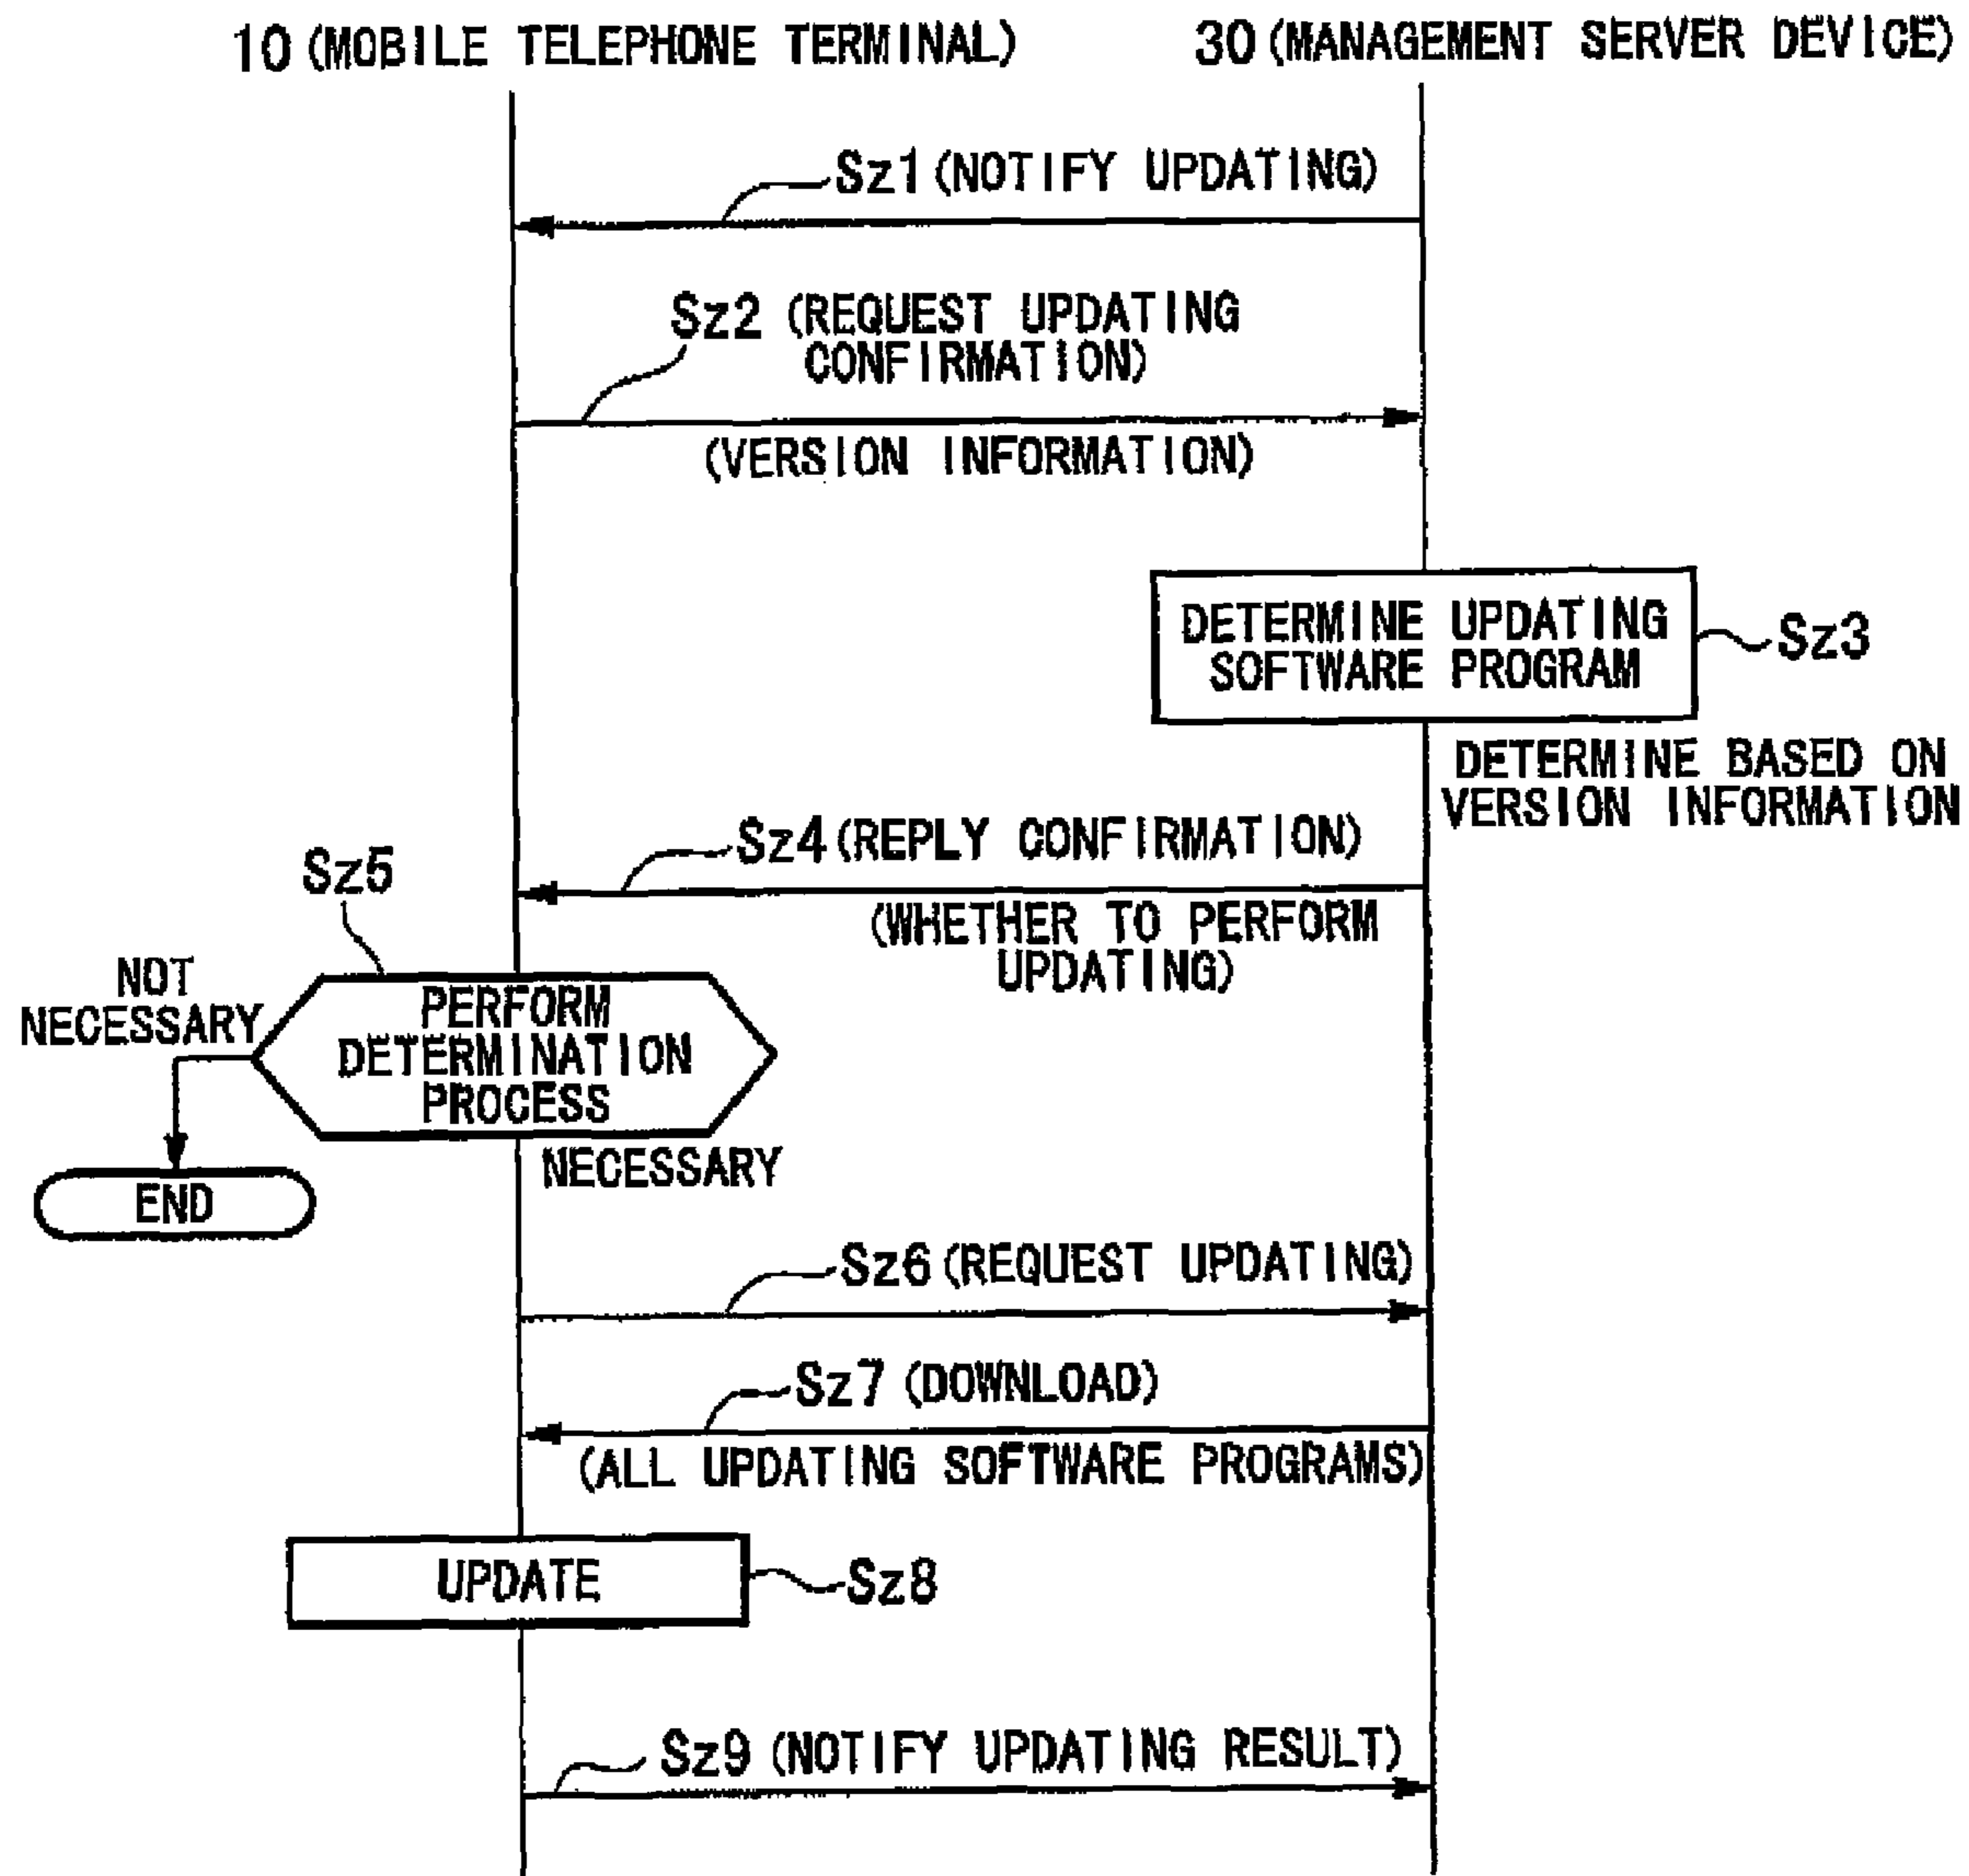 10 (MOBILE TELEPHONE TERMINAL)
30 (MANAGEMENT SERVER DEVICE)
Sz1 (NOTIFY UPDATING)
Sz2 (REQUEST UPDATING
CONFIRMATION)
(VERSION INFORMATION)
DETERMINE UPDATING
SOFTWARE PROGRAM
Sz3
DETERMINE BASED ON
VERSION INFORMATION
Sz4 (REPLY CONFIRMATION)
(WHETHER TO PERFORM
UPDATING)
Sz5
NOT
NECESSARY
PERFORM
DETERMINATION
PROCESS
NECESSARY
END
Sz6 (REQUEST UPDATING)
Sz7 (DOWNLOAD)
(ALL UPDATING SOFTWARE PROGRAMS)
UPDATE
Sz8
Sz9 (NOTIFY UPDATING RESULT)